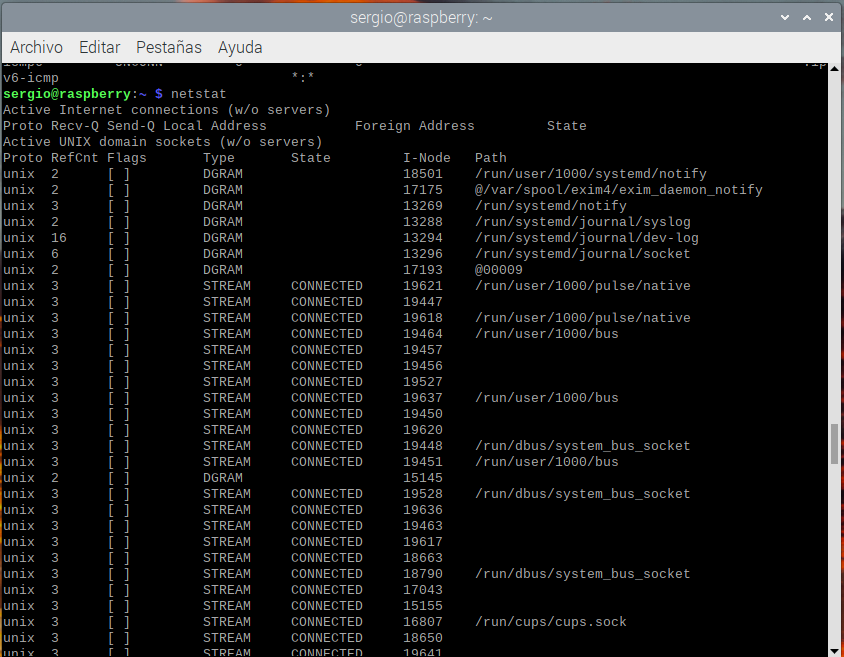 sergio@raspberry: ~
Archivo Editar Pestañas Ayuda
v6-icmp *:*
sergio@raspberry:~ $ netstat
Active Internet connections (w/o servers)
Proto Recv-Q Send-Q Local Address Foreign Address State
Active UNIX domain sockets (w/o servers)
Proto RefCnt Flags Type State I-Node Path
unix 2 [ ] DGRAM 18501 /run/user/1000/systemd/notify
unix 2 [ ] DGRAM 17175 @/var/spool/exim4/exim_daemon_notify
unix 3 [ ] DGRAM 13269 /run/systemd/notify
unix 2 [ ] DGRAM 13288 /run/systemd/journal/syslog
unix 16 [ ] DGRAM 13294 /run/systemd/journal/dev-log
unix 6 [ ] DGRAM 13296 /run/systemd/journal/socket
unix 2 [ ] DGRAM 17193 @00009
unix 3 [ ] STREAM CONNECTED 19621 /run/user/1000/pulse/native
unix 3 [ ] STREAM CONNECTED 19447
unix 3 [ ] STREAM CONNECTED 19618 /run/user/1000/pulse/native
unix 3 [ ] STREAM CONNECTED 19464 /run/user/1000/bus
unix 3 [ ] STREAM CONNECTED 19457
unix 3 [ ] STREAM CONNECTED 19456
unix 3 [ ] STREAM CONNECTED 19527
unix 3 [ ] STREAM CONNECTED 19637 /run/user/1000/bus
unix 3 [ ] STREAM CONNECTED 19450
unix 3 [ ] STREAM CONNECTED 19620
unix 3 [ ] STREAM CONNECTED 19448 /run/dbus/system_bus_socket
unix 3 [ ] STREAM CONNECTED 19451 /run/user/1000/bus
unix 2 [ ] DGRAM 15145
unix 3 [ ] STREAM CONNECTED 19528 /run/dbus/system_bus_socket
unix 3 [ ] STREAM CONNECTED 19636
unix 3 [ ] STREAM CONNECTED 19463
unix 3 [ ] STREAM CONNECTED 19617
unix 3 [ ] STREAM CONNECTED 18663
unix 3 [ ] STREAM CONNECTED 18790 /run/dbus/system_bus_socket
unix 3 [ ] STREAM CONNECTED 17043
unix 3 [ ] STREAM CONNECTED 15155
unix 3 [ ] STREAM CONNECTED 16807 /run/cups/cups.sock
unix 3 [ ] STREAM CONNECTED 18650
unix 3 [ ] STREAM CONNECTED 19641